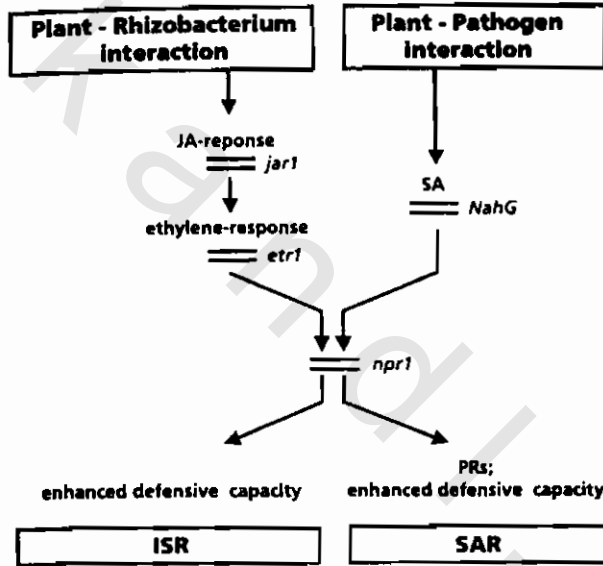 Plant - Rhizobacterium
interaction
Plant - Pathogen
interaction
JA-reponse
jar1
SA
NahG
ethylene-response
etr1
npr1
enhanced defensive capacity
PRs;
enhanced defensive capacity
ISR
SAR